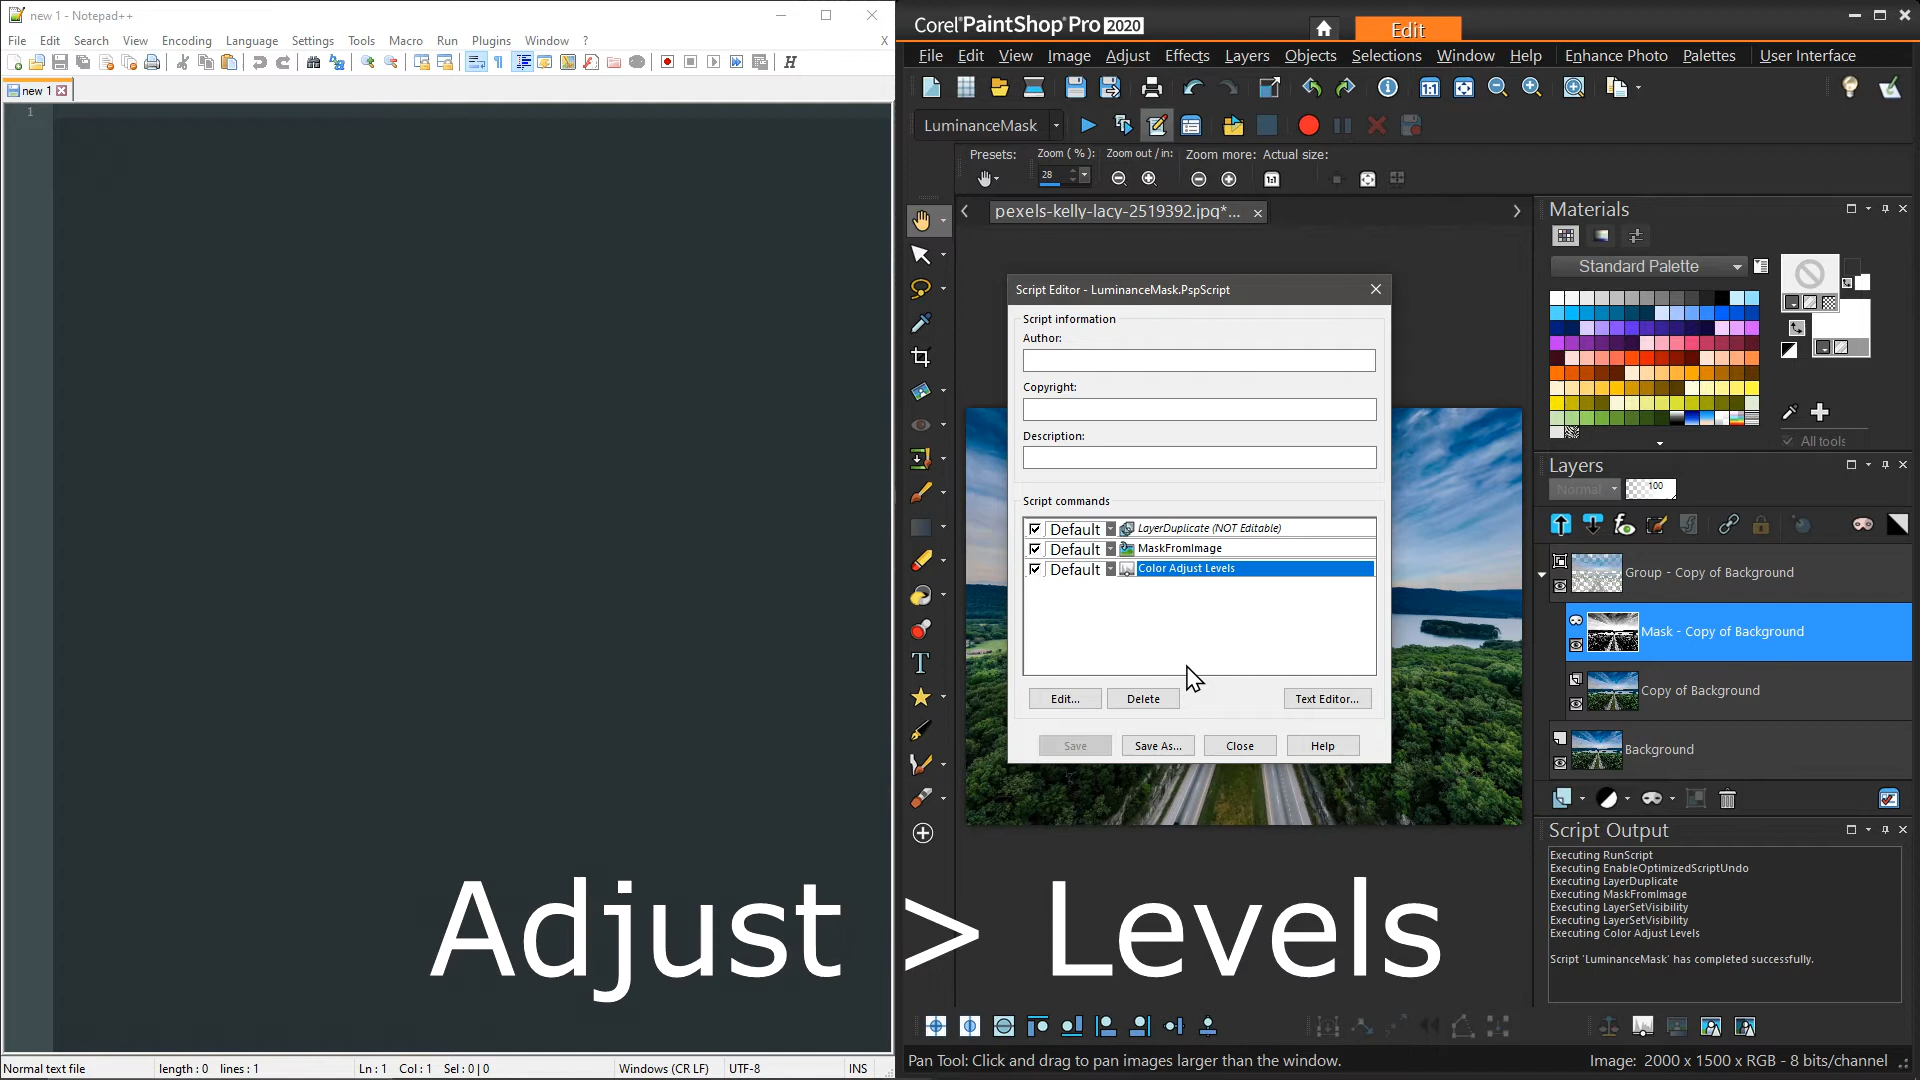 new 1 - Notepad++
File Edit Search View Encoding Language Settings Tools Macro Run Plugins Window ? X
new 1
1
Normal text file length : 0 lines : 1 Ln : 1 Col : 1 Sel : 0 | 0 Windows (CR LF) UTF-8 INS
Corel PaintShop Pro 2020
Edit
File Edit View Image Adjust Effects Layers Objects Selections Window Help Enhance Photo Palettes User Interface
LuminanceMask
Presets: Zoom ( % ): Zoom out / in: Zoom more: Actual size:
28
pexels-kelly-lacy-2519392.jpg*...
Script Editor - LuminanceMask.PspScript
Script information
Author:
Copyright:
Description:
Script commands
Default LayerDuplicate (NOT Editable)
Default MaskFromImage
Default Color Adjust Levels
Edit... Delete Text Editor...
Save Save As... Close Help
Materials
Standard Palette
All tools
Layers
Normal 100
Group - Copy of Background
Mask - Copy of Background
Copy of Background
Background
Script Output
Executing RunScript
Executing EnableOptimizedScriptUndo
Executing LayerDuplicate
Executing MaskFromImage
Executing LayerSetVisibility
Executing LayerSetVisibility
Executing Color Adjust Levels
Script 'LuminanceMask' has completed successfully.
Adjust > Levels
Pan Tool: Click and drag to pan images larger than the window.
Image: 2000 x 1500 x RGB - 8 bits/channel